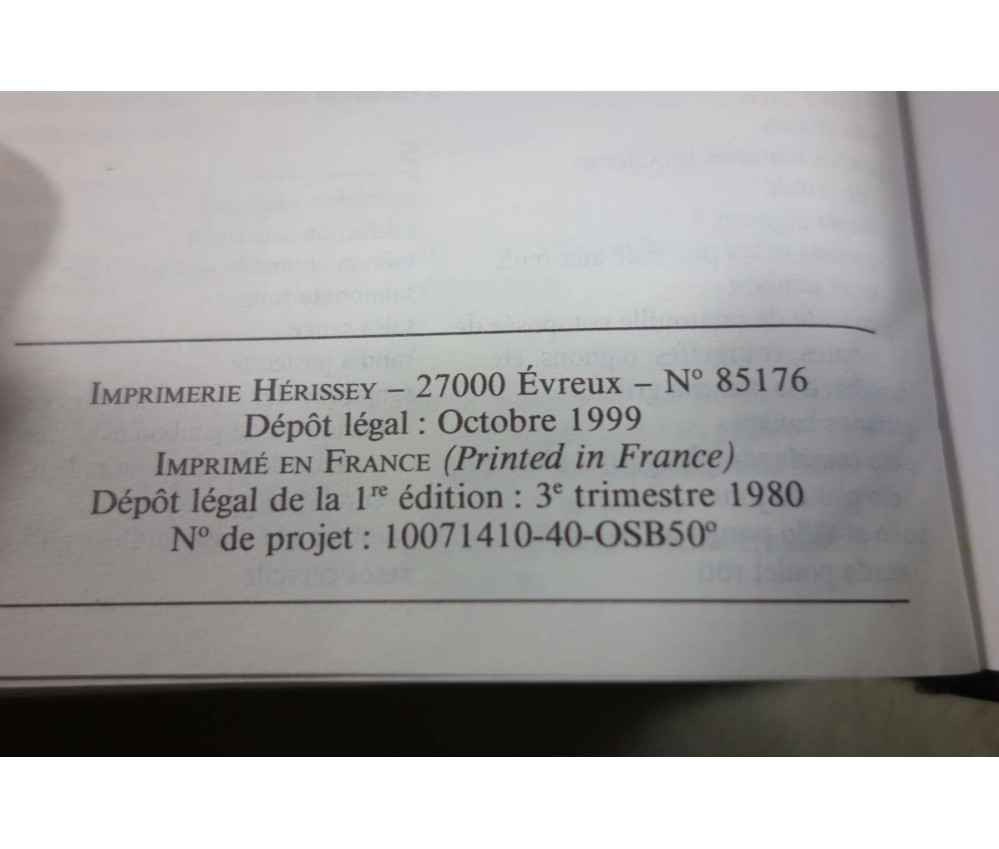 IMPRIMERIE HÉRISSEY – 27000 Évreux – N° 85176
Dépôt légal : Octobre 1999
IMPRIMÉ EN FRANCE (Printed in France)
Dépôt légal de la 1re édition : 3e trimestre 1980
N° de projet : 10071410-40-OSB50°